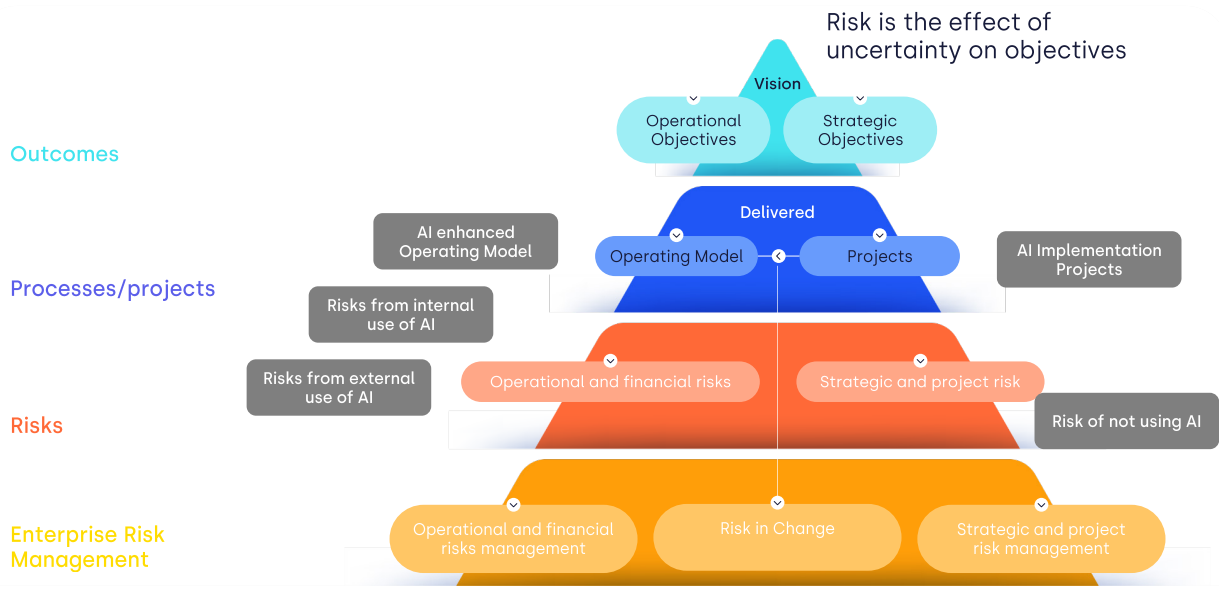 Risk is the effect of
uncertainty on objectives
Vision
Operational
Objectives
Strategic
Objectives
Outcomes
Delivered
AI enhanced
Operating Model
Operating Model
Projects
AI Implementation
Projects
Processes/projects
Risks from internal
use of AI
Risks from external
use of AI
Operational and financial risks
Strategic and project risk
Risks
Risk of not using AI
Enterprise Risk
Management
Operational and financial
risks management
Risk in Change
Strategic and project
risk management